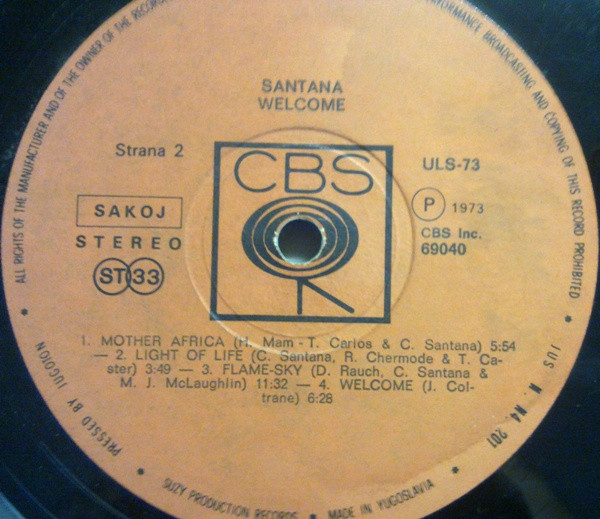 ALL RIGHTS OF THE MANUFACTURER AND OF THE OWNER OF THE RECORDED
PERFORMANCE BROADCASTING AND COPYING OF THIS RECORD PROHIBITED
SANTANA
WELCOME
Strana 2
CBS
ULS-73
SAKOJ
P 1973
STEREO
CBS Inc.
69040
ST 33
1. MOTHER AFRICA (H. Mam - T. Carlos & C. Santana) 5:54
— 2. LIGHT OF LIFE (C. Santana, R. Chermode & T. Ca-
ster) 3:49 — 3. FLAME-SKY (D. Rauch, C. Santana &
M. J. McLaughlin) 11:32 — 4. WELCOME (J. Col-
trane) 6:28
JUS N. N4. 201
PRESSED BY JUGOTON
SUZY PRODUCTION RECORDS • MADE IN YUGOSLAVIA